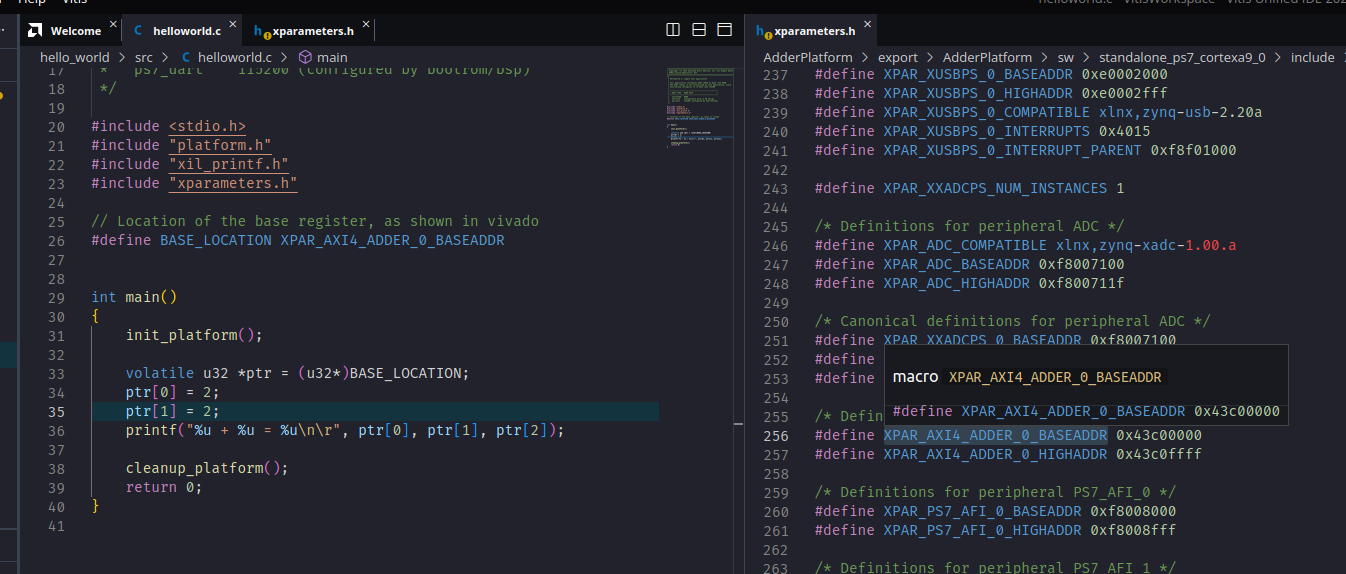 Help Vitis
helloworld.c - VitisWorkspace - Vitis Unified IDE 202
Welcome × C helloworld.c × h xparameters.h ×
hello_world > src > C helloworld.c > main
17 * ps7_uart 115200 (configured by bootrom/bsp)
18 */
19
20 #include <stdio.h>
21 #include "platform.h"
22 #include "xil_printf.h"
23 #include "xparameters.h"
24
25 // Location of the base register, as shown in vivado
26 #define BASE_LOCATION XPAR_AXI4_ADDER_0_BASEADDR
27
28
29 int main()
30 {
31 init_platform();
32
33 volatile u32 *ptr = (u32*)BASE_LOCATION;
34 ptr[0] = 2;
35 ptr[1] = 2;
36 printf("%u + %u = %u\n\r", ptr[0], ptr[1], ptr[2]);
37
38 cleanup_platform();
39 return 0;
40 }
41
h xparameters.h ×
AdderPlatform > export > AdderPlatform > sw > standalone_ps7_cortexa9_0 > include >
237 #define XPAR_XUSBPS_0_BASEADDR 0xe0002000
238 #define XPAR_XUSBPS_0_HIGHADDR 0xe0002fff
239 #define XPAR_XUSBPS_0_COMPATIBLE xlnx,zynq-usb-2.20a
240 #define XPAR_XUSBPS_0_INTERRUPTS 0x4015
241 #define XPAR_XUSBPS_0_INTERRUPT_PARENT 0xf8f01000
242
243 #define XPAR_XXADCPS_NUM_INSTANCES 1
244
245 /* Definitions for peripheral ADC */
246 #define XPAR_ADC_COMPATIBLE xlnx,zynq-xadc-1.00.a
247 #define XPAR_ADC_BASEADDR 0xf8007100
248 #define XPAR_ADC_HIGHADDR 0xf800711f
249
250 /* Canonical definitions for peripheral ADC */
251 #define XPAR_XXADCPS_0_BASEADDR 0xf8007100
252 #define
253 #define
254
macro XPAR_AXI4_ADDER_0_BASEADDR
#define XPAR_AXI4_ADDER_0_BASEADDR 0x43c00000
255 /* Defin
256 #define XPAR_AXI4_ADDER_0_BASEADDR 0x43c00000
257 #define XPAR_AXI4_ADDER_0_HIGHADDR 0x43c0ffff
258
259 /* Definitions for peripheral PS7_AFI_0 */
260 #define XPAR_PS7_AFI_0_BASEADDR 0xf8008000
261 #define XPAR_PS7_AFI_0_HIGHADDR 0xf8008fff
262
263 /* Definitions for peripheral PS7_AFI_1 */